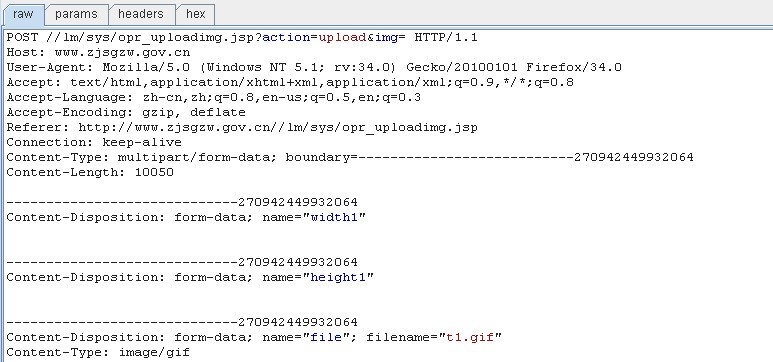 raw params headers hex
POST //lm/sys/opr_uploadimg.jsp?action=upload&img= HTTP/1.1
Host: www.zjsgzw.gov.cn
User-Agent: Mozilla/5.0 (Windows NT 5.1; rv:34.0) Gecko/20100101 Firefox/34.0
Accept: text/html,application/xhtml+xml,application/xml;q=0.9,*/*;q=0.8
Accept-Language: zh-cn,zh;q=0.8,en-us;q=0.5,en;q=0.3
Accept-Encoding: gzip, deflate
Referer: http://www.zjsgzw.gov.cn//lm/sys/opr_uploadimg.jsp
Connection: keep-alive
Content-Type: multipart/form-data; boundary=---------------------------270942449932064
Content-Length: 10050
-----------------------------270942449932064
Content-Disposition: form-data; name="width1"
-----------------------------270942449932064
Content-Disposition: form-data; name="height1"
-----------------------------270942449932064
Content-Disposition: form-data; name="file"; filename="t1.gif"
Content-Type: image/gif